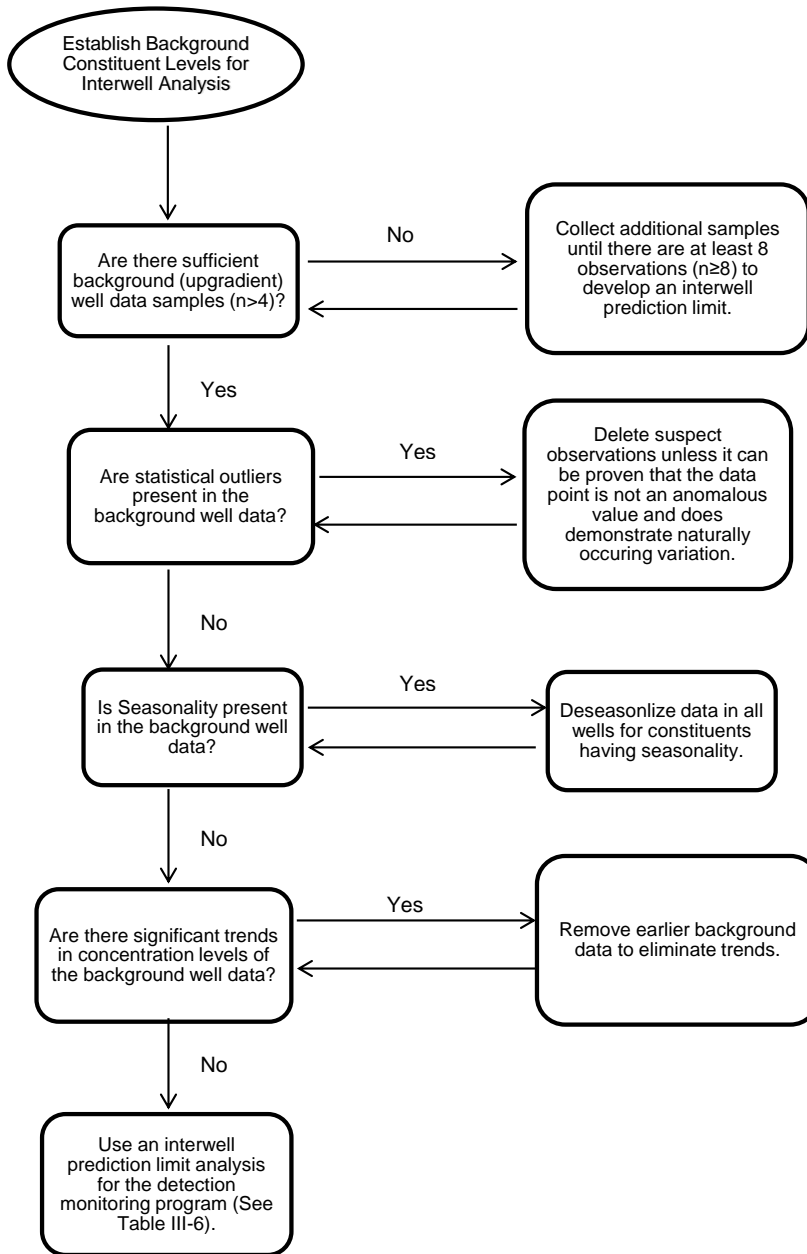 Establish Background
Constituent Levels for
Interwell Analysis
Are there sufficient
background (upgradient)
well data samples (n>4)?
No
Collect additional samples
until there are at least 8
observations (n≥8) to
develop an interwell
prediction limit.
Yes
Are statistical outliers
present in the
background well data?
Yes
Delete suspect
observations unless it can
be proven that the data
point is not an anomalous
value and does
demonstrate naturally
occuring variation.
No
Is Seasonality present
in the background well
data?
Yes
Deseasonlize data in all
wells for constituents
having seasonality.
No
Are there significant trends
in concentration levels of
the background well data?
Yes
Remove earlier background
data to eliminate trends.
No
Use an interwell
prediction limit analysis
for the detection
monitoring program (See
Table III-6).